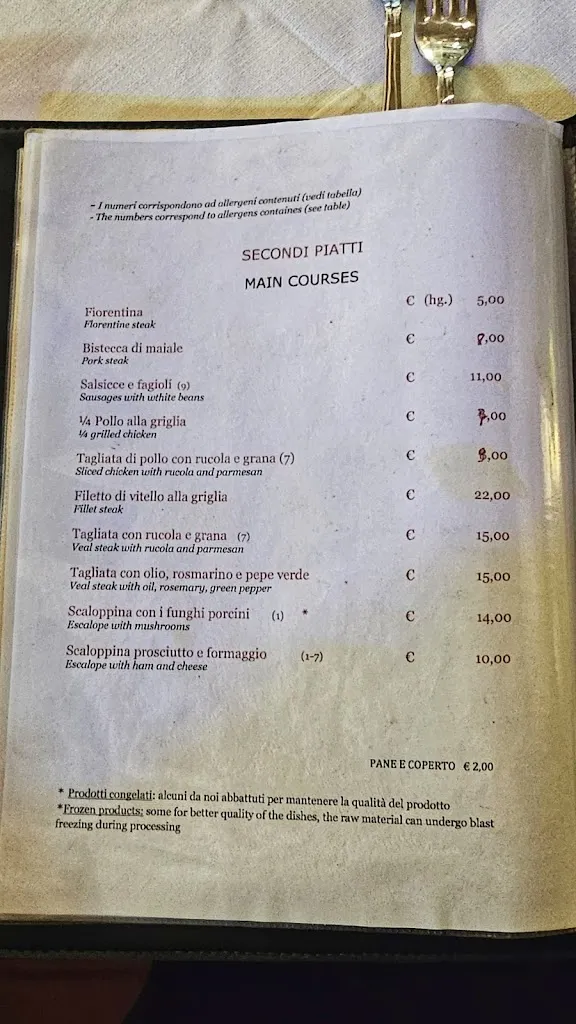 - I numeri corrispondono ad allergeni contenuti (vedi tabella)
- The numbers correspond to allergens containes (see table)
SECONDI PIATTI
MAIN COURSES
Fiorentina € (hg.) 5,00
Florentine steak
Bistecca di maiale € ,00
Pork steak
Salsicce e fagioli (9) € 11,00
Sausages with wthite beans
¼ Pollo alla griglia € ,00
¼ grilled chicken
Tagliata di pollo con rucola e grana (7) € ,00
Sliced chicken with rucola and parmesan
Filetto di vitello alla griglia € 22,00
Fillet steak
Tagliata con rucola e grana (7) € 15,00
Veal steak with rucola and parmesan
Tagliata con olio, rosmarino e pepe verde € 15,00
Veal steak with oil, rosemary, green pepper
Scaloppina con i funghi porcini (1) * € 14,00
Escalope with mushrooms
Scaloppina prosciutto e formaggio (1-7) € 10,00
Escalope with ham and cheese
PANE E COPERTO € 2,00
* Prodotti congelati: alcuni da noi abbattuti per mantenere la qualità del prodotto
*Frozen products: some for better quality of the dishes, the raw material can undergo blast
freezing during processing